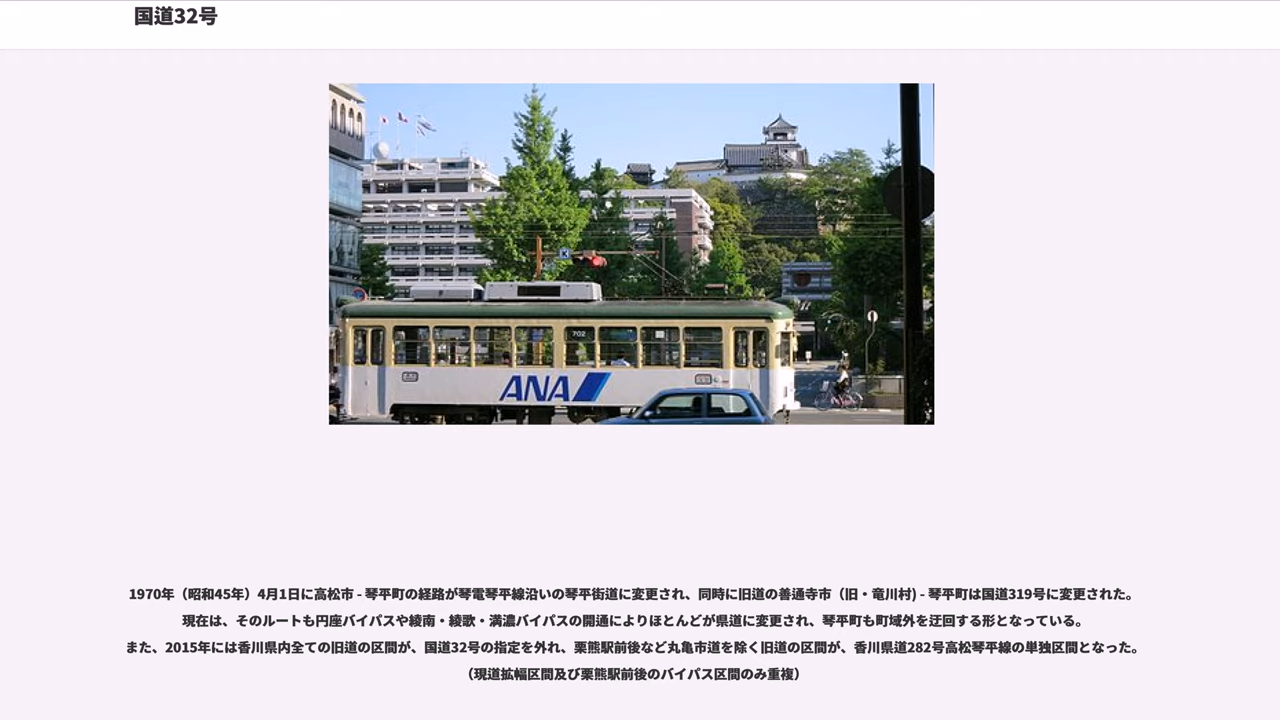 国道32号
702
ANA
1970年（昭和45年）4月1日に高松市 - 琴平町の経路が琴電琴平線沿いの琴平街道に変更され、同時に旧道の善通寺市（旧・竜川村) - 琴平町は国道319号に変更された。
現在は、そのルートも円座バイパスや綾南・綾歌・満濃バイパスの開通によりほとんどが県道に変更され、琴平町も町域外を迂回する形となっている。
また、2015年には香川県内全ての旧道の区間が、国道32号の指定を外れ、栗熊駅前後など丸亀市道を除く旧道の区間が、香川県道282号高松琴平線の単独区間となった。
（現道拡幅区間及び栗熊駅前後のバイパス区間のみ重複）